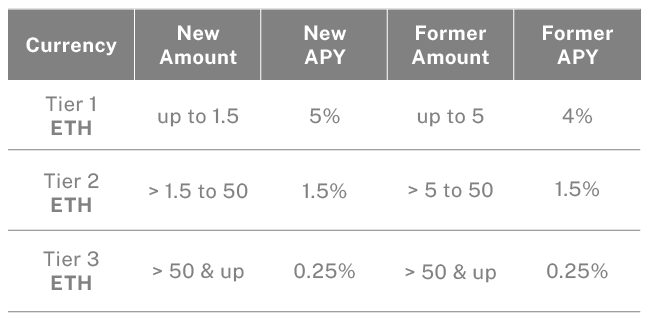 Currency
New
Amount
New
APY
Former
Amount
Former
APY
Tier 1
ETH
up to 1.5
5%
up to 5
4%
Tier 2
ETH
> 1.5 to 50
1.5%
> 5 to 50
1.5%
Tier 3
ETH
> 50 & up
0.25%
> 50 & up
0.25%